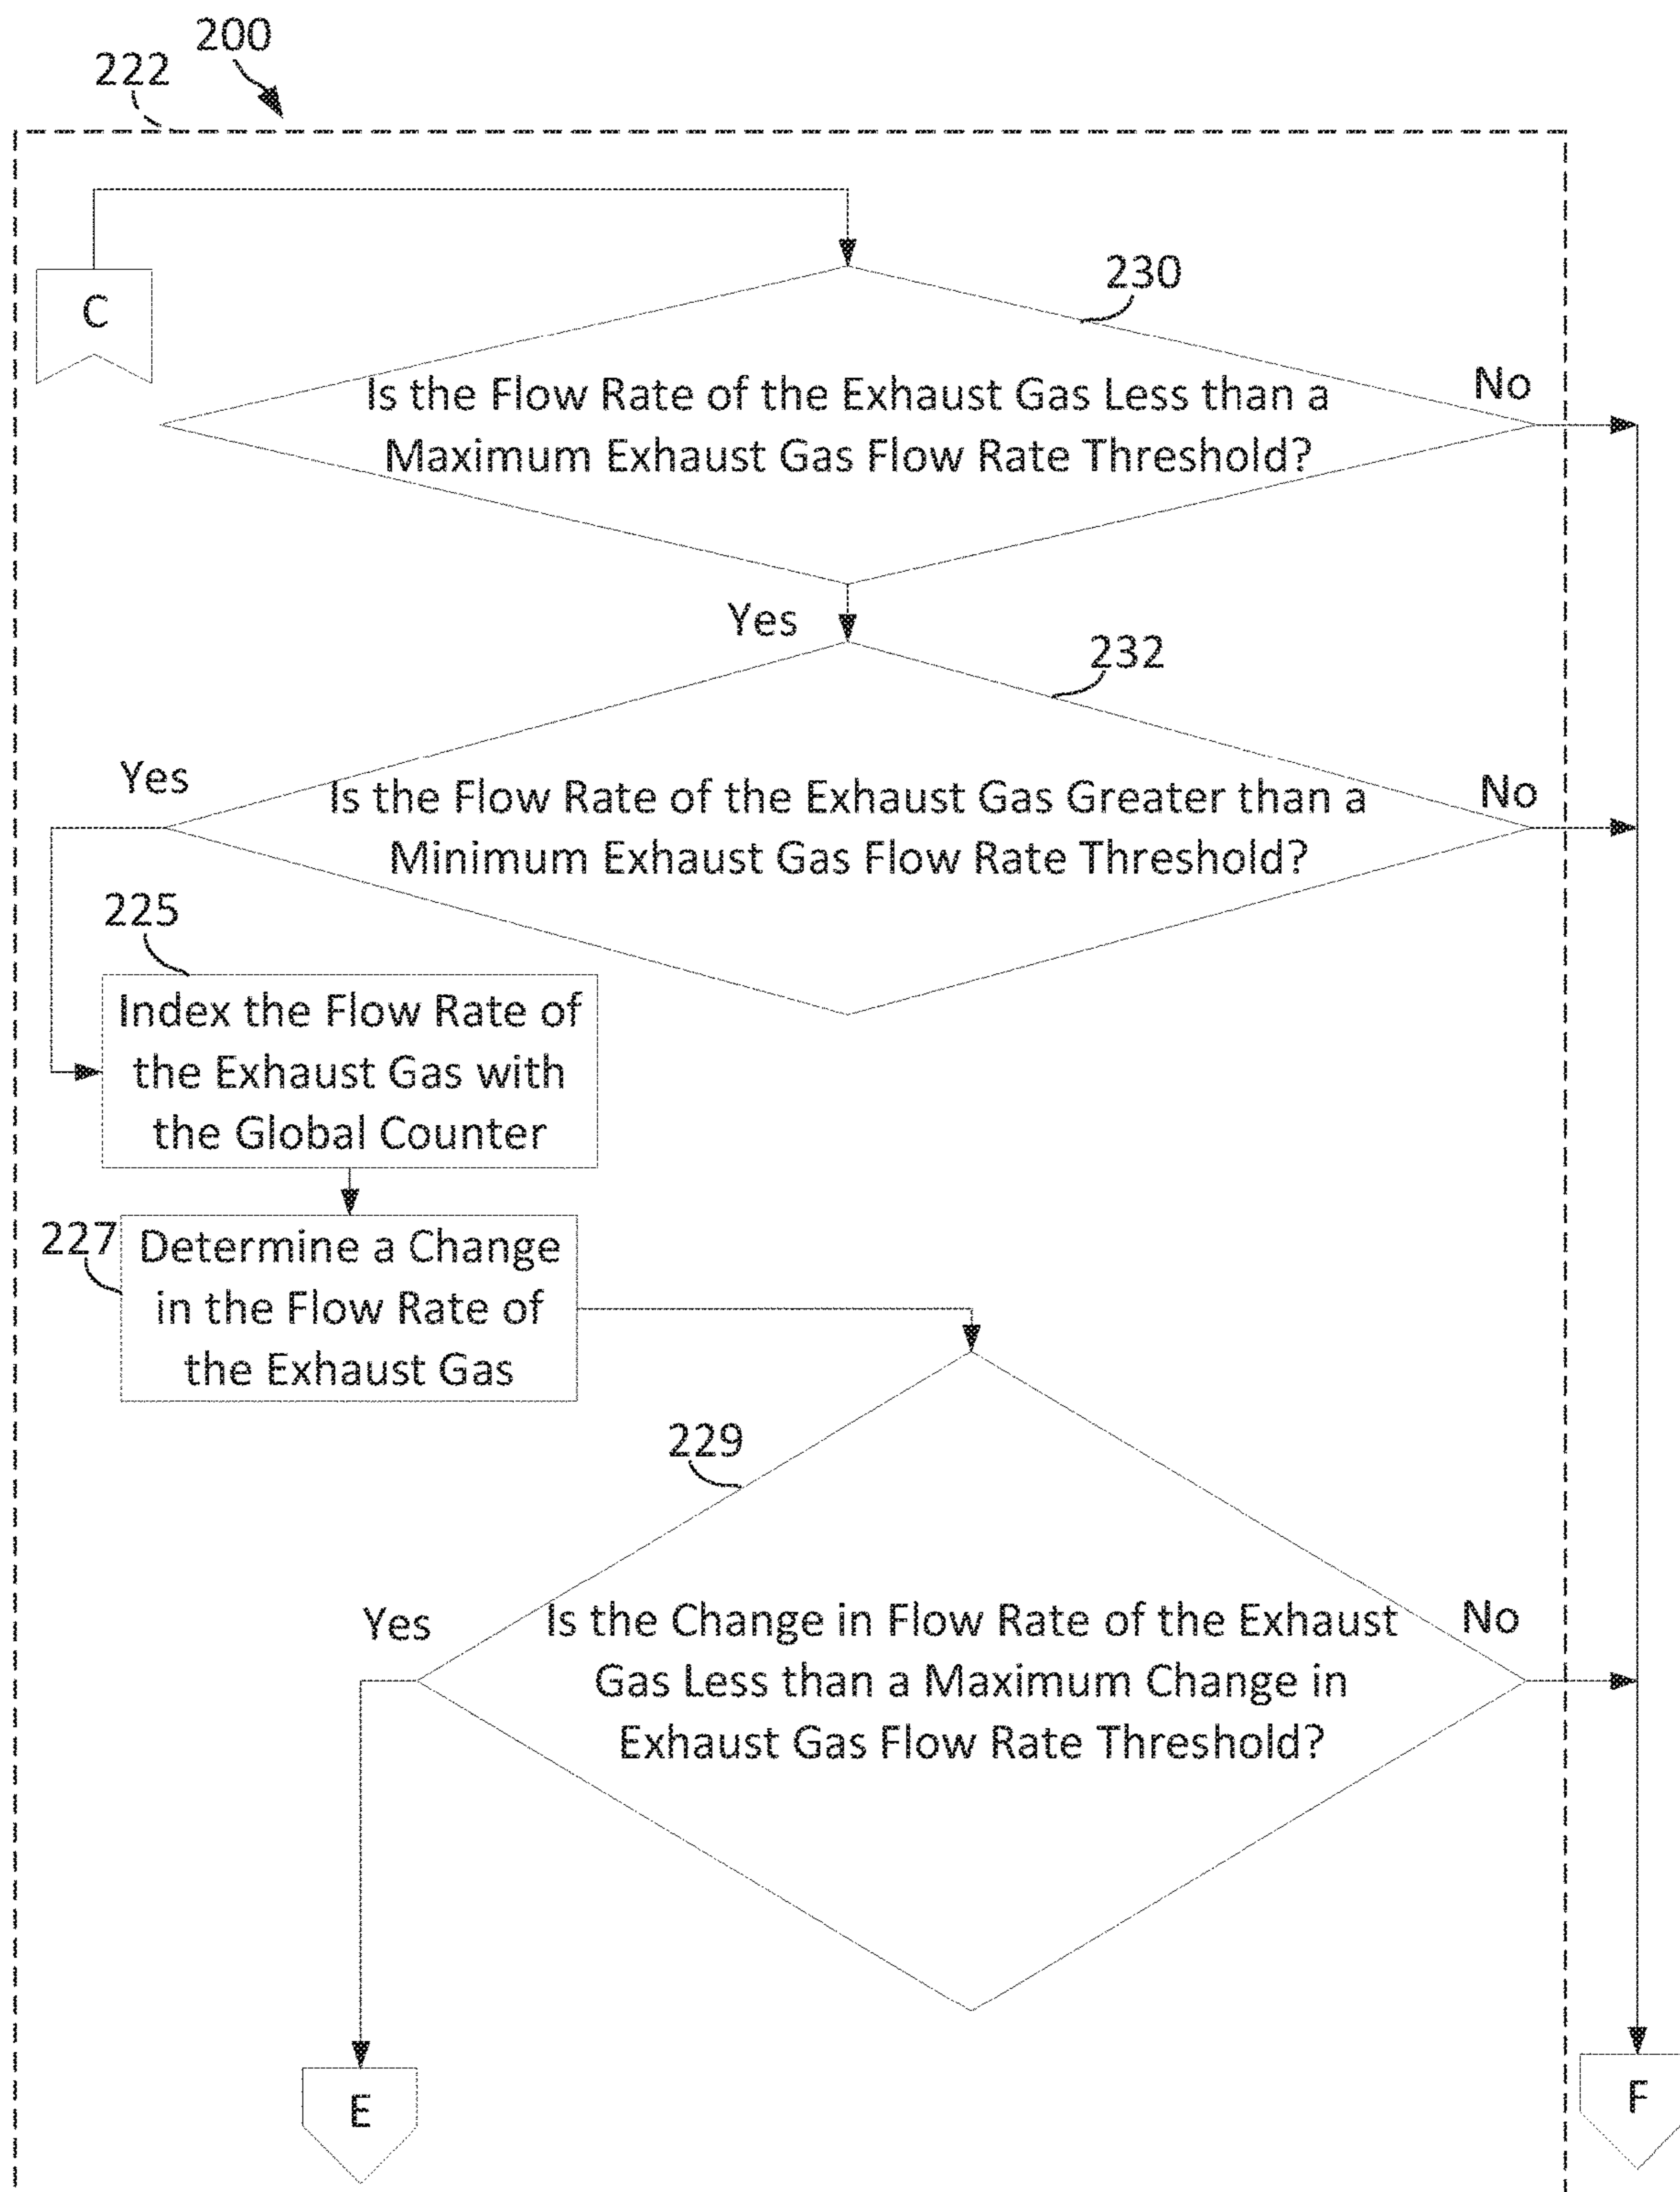 200
222
C
230
Is the Flow Rate of the Exhaust Gas Less than a
Maximum Exhaust Gas Flow Rate Threshold?
No
Yes
232
Yes
Is the Flow Rate of the Exhaust Gas Greater than a
Minimum Exhaust Gas Flow Rate Threshold?
No
225
Index the Flow Rate of
the Exhaust Gas with
the Global Counter
227
Determine a Change
in the Flow Rate of
the Exhaust Gas
229
Yes
Is the Change in Flow Rate of the Exhaust
Gas Less than a Maximum Change in
Exhaust Gas Flow Rate Threshold?
No
E
F